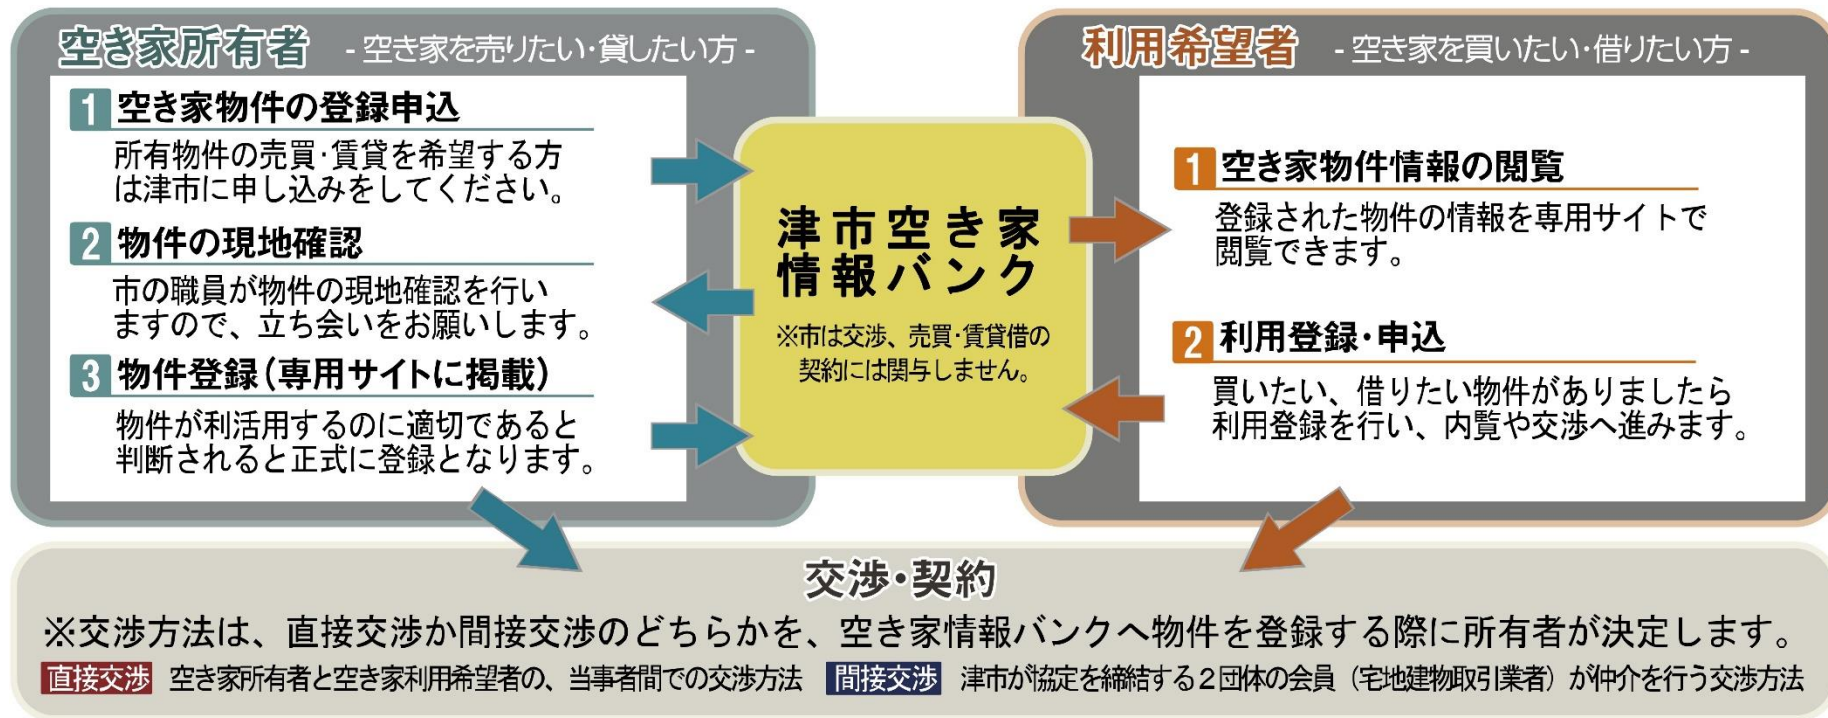 空き家所有者 -空き家を売りたい・貸したい方-
1 空き家物件の登録申込
所有物件の売買・賃貸を希望する方
は津市に申し込みをしてください。
2 物件の現地確認
市の職員が物件の現地確認を行い
ますので、立ち会いをお願いします。
3 物件登録（専用サイトに掲載）
物件が利活用するのに適切であると
判断されると正式に登録となります。
津市空き家
情報バンク
※市は交渉、売買・賃貸借の
契約には関与しません。
利用希望者 -空き家を買いたい・借りたい方-
1 空き家物件情報の閲覧
登録された物件の情報を専用サイトで
閲覧できます。
2 利用登録・申込
買いたい、借りたい物件がありましたら
利用登録を行い、内覧や交渉へ進みます。
交渉・契約
※交渉方法は、直接交渉か間接交渉のどちらかを、空き家情報バンクへ物件を登録する際に所有者が決定します。
直接交渉 空き家所有者と空き家利用希望者の、当事者間での交渉方法 間接交渉 津市が協定を締結する２団体の会員（宅地建物取引業者）が仲介を行う交渉方法